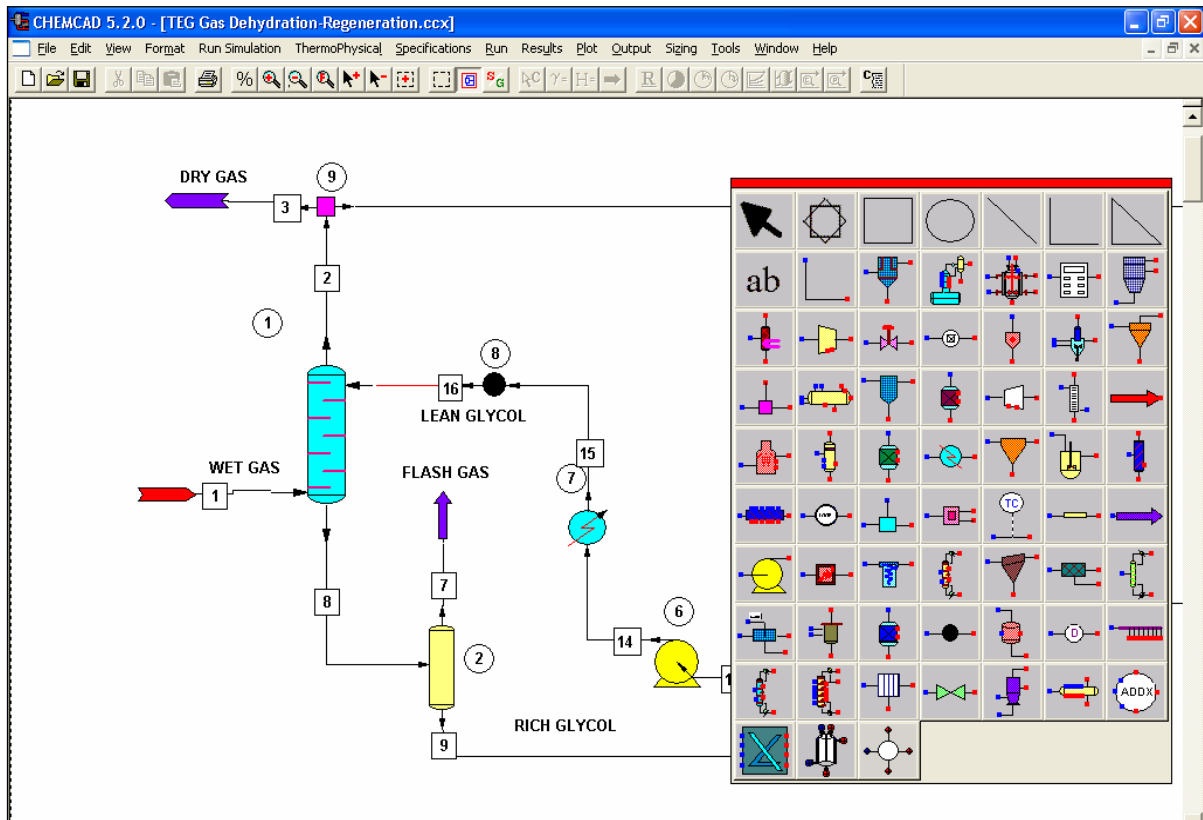 CHEMCAD 5.2.0 - [TEG Gas Dehydration-Regeneration.ccx]
File Edit View Format Run Simulation ThermoPhysical Specifications Run Results Plot Output Sizing Tools Window Help
% R
S G C γ= H= C
DRY GAS
9
3
2
1
8
16
LEAN GLYCOL
15
WET GAS
FLASH GAS
7
1
7
8
6
14
2
1
RICH GLYCOL
9
ab
TC
D
ADDX